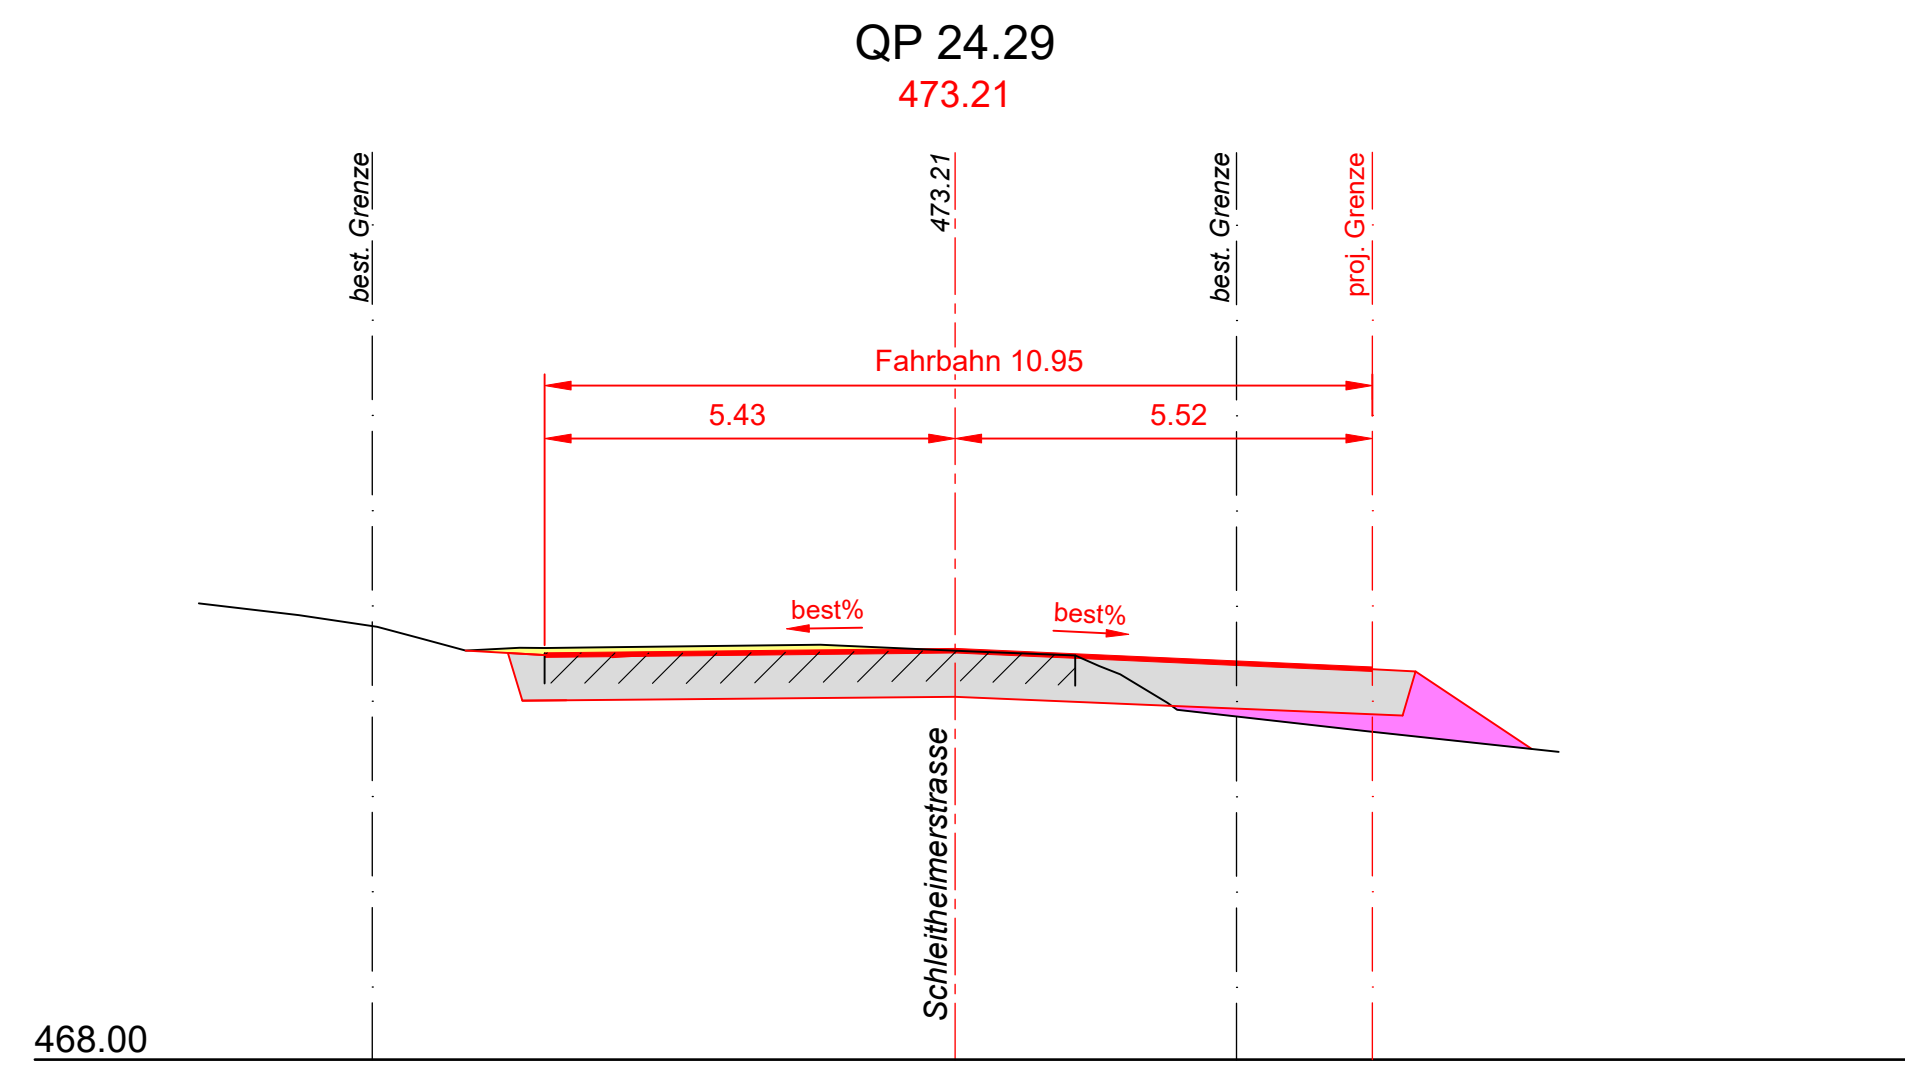 QP 24.29
473.21
best. Grenze
473.21
best. Grenze
proj. Grenze
Fahrbahn 10.95
5.43
5.52
best%
best%
Schleitheimerstrasse
468.00